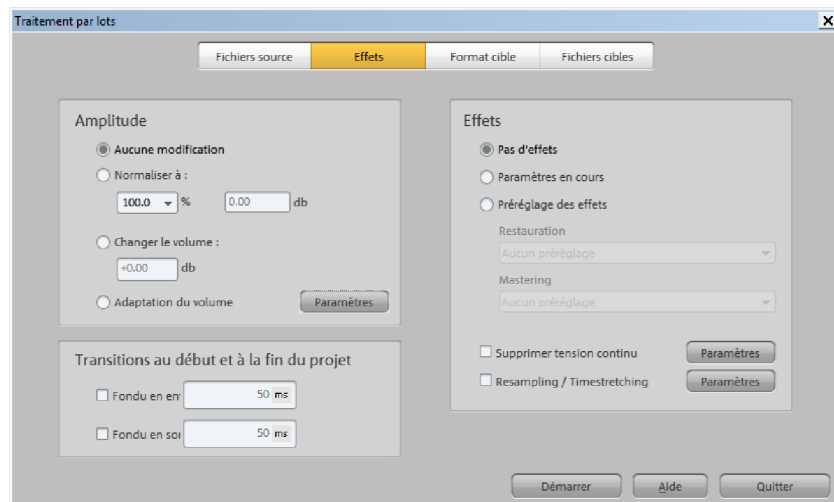 Traitement par lots
X
Fichiers source Effets Format cible Fichiers cibles
Amplitude
Aucune modification
Normaliser à :
100.0 % 0.00 db
Changer le volume :
+0.00 db
Adaptation du volume Paramètres
Transitions au début et à la fin du projet
Fondu en en 50 ms
Fondu en so 50 ms
Effets
Pas d'effets
Paramètres en cours
Préréglage des effets
Restauration
Aucun préréglage
Mastering
Aucun préréglage
Supprimer tension continu Paramètres
Resampling / Timestretching Paramètres
Démarrer Aide Quitter